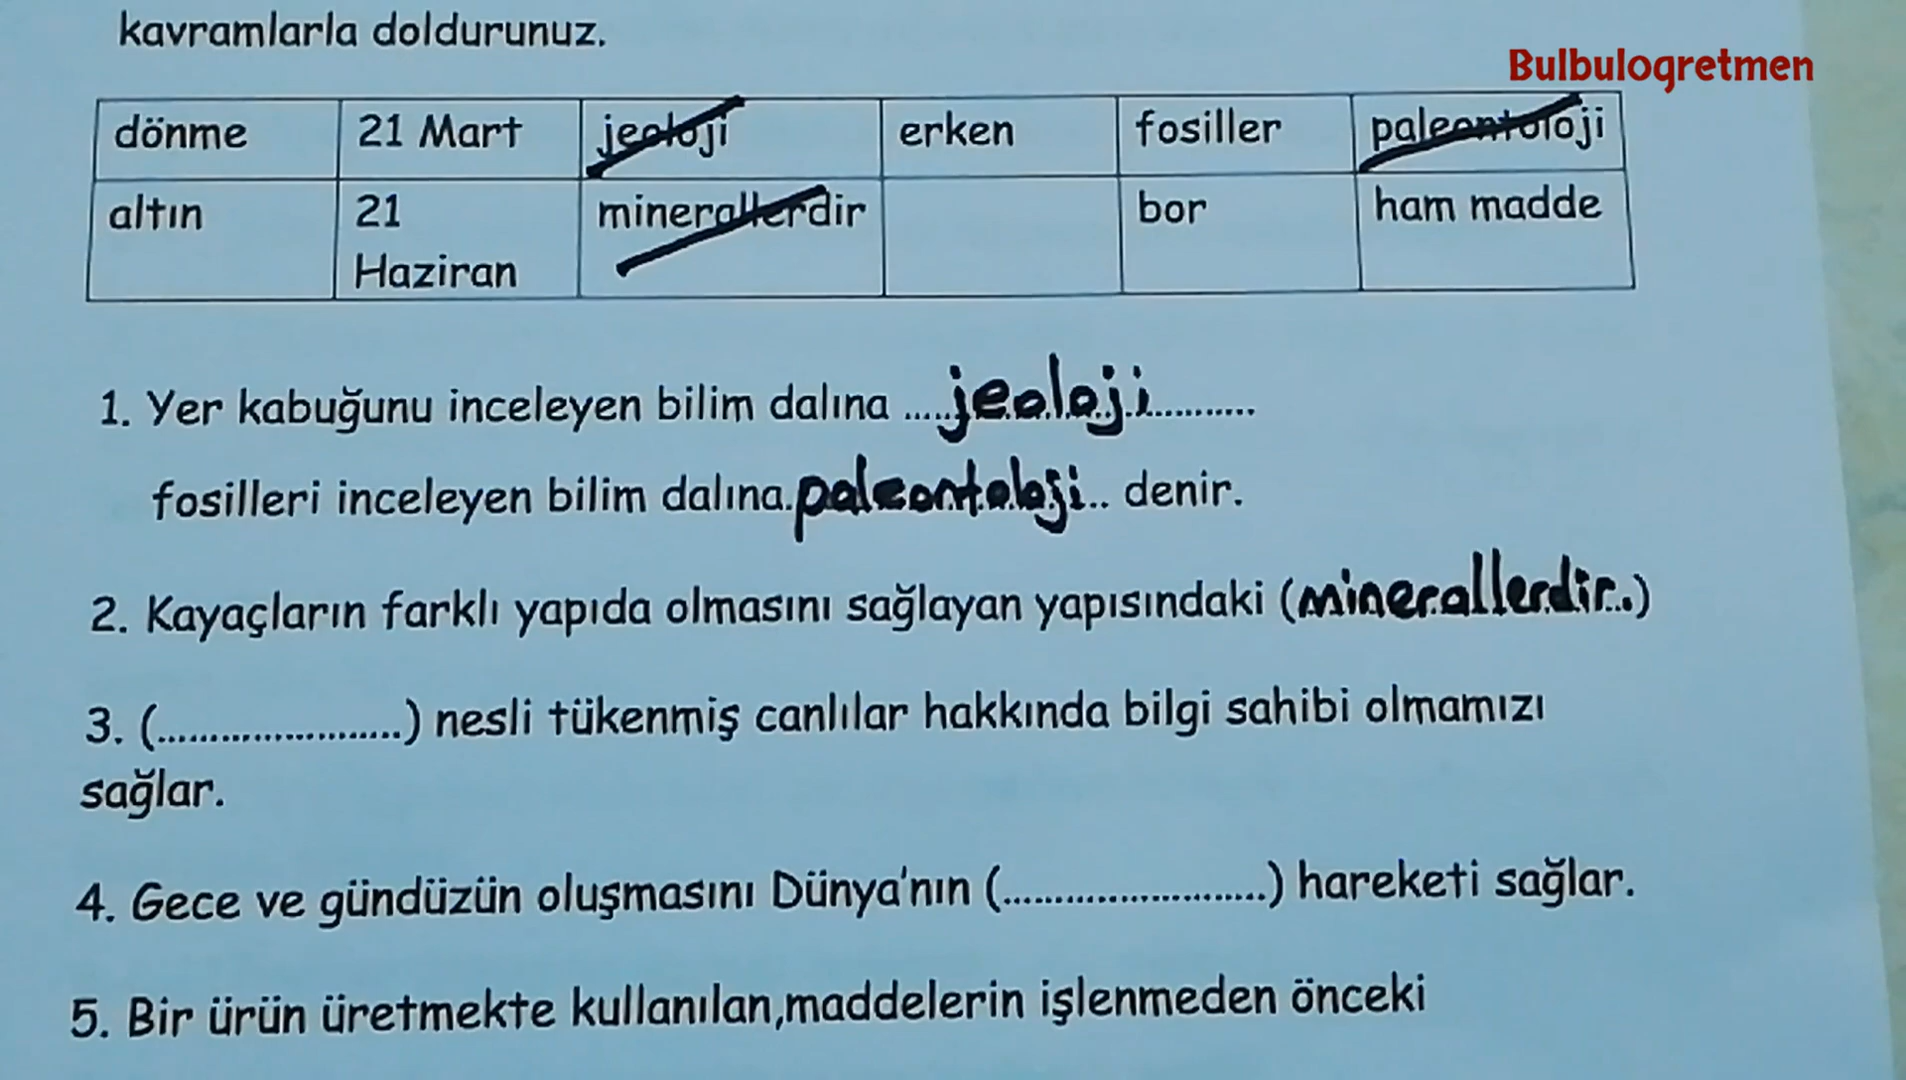 kavramlarla doldurunuz.
Bulbulogretmen
dönme 21 Mart jeoloji erken fosiller paleontoloji
altın 21 Haziran minerallerdir bor ham madde
1. Yer kabuğunu inceleyen bilim dalına .....jeoloji...........
fosilleri inceleyen bilim dalına.paleontoloji.. denir.
2. Kayaçların farklı yapıda olmasını sağlayan yapısındaki (minerallerdir..)
3. (.......................) nesli tükenmiş canlılar hakkında bilgi sahibi olmamızı
sağlar.
4. Gece ve gündüzün oluşmasını Dünya'nın (.........................) hareketi sağlar.
5. Bir ürün üretmekte kullanılan,maddelerin işlenmeden önceki